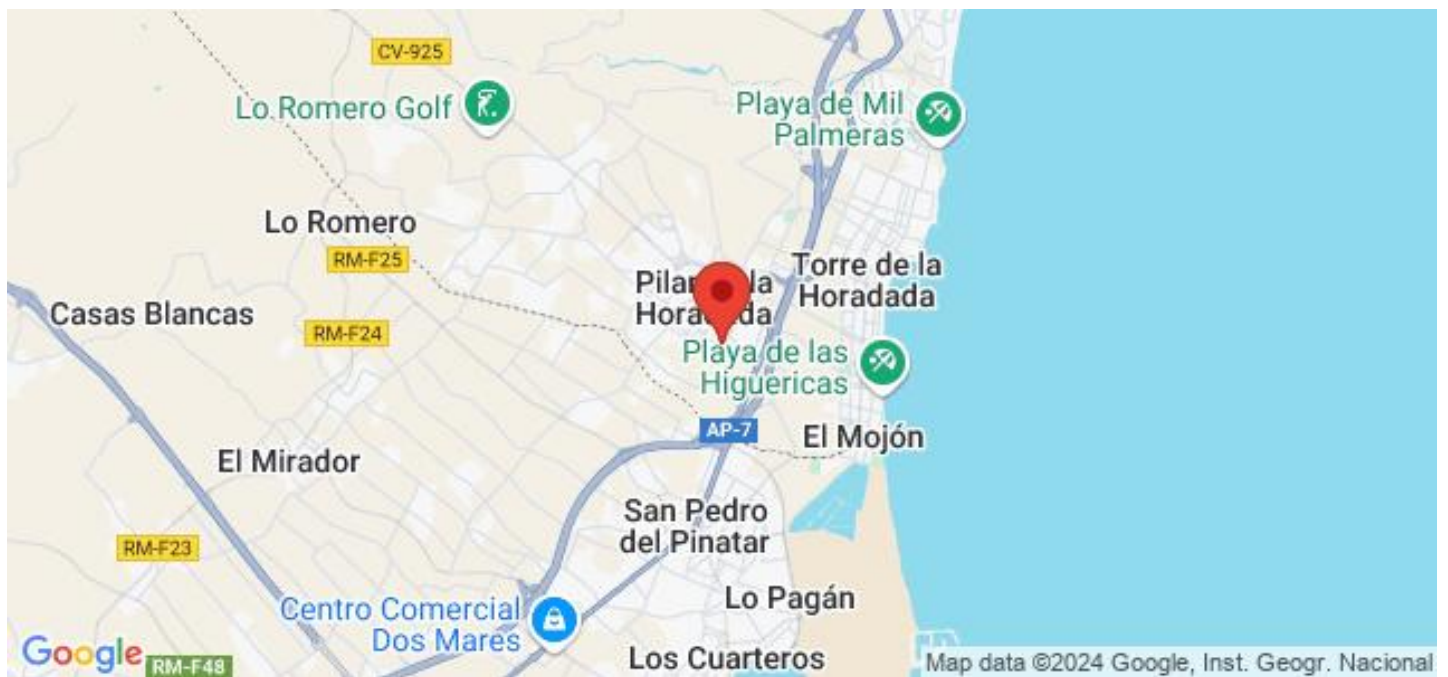 CV-925
Lo Romero Golf
Playa de Mil
Palmeras
Lo Romero
RM-F25
Torre de la
Horadada
Casas Blancas
RM-F24
Playa de las
Higuericas
AP-7
El Mojón
El Mirador
San Pedro
del Pinatar
RM-F23
Lo Pagán
Centro Comercial
Dos Mares
Los Cuarteros
Google
RM-F48
Map data ©2024 Google, Inst. Geogr. Nacional